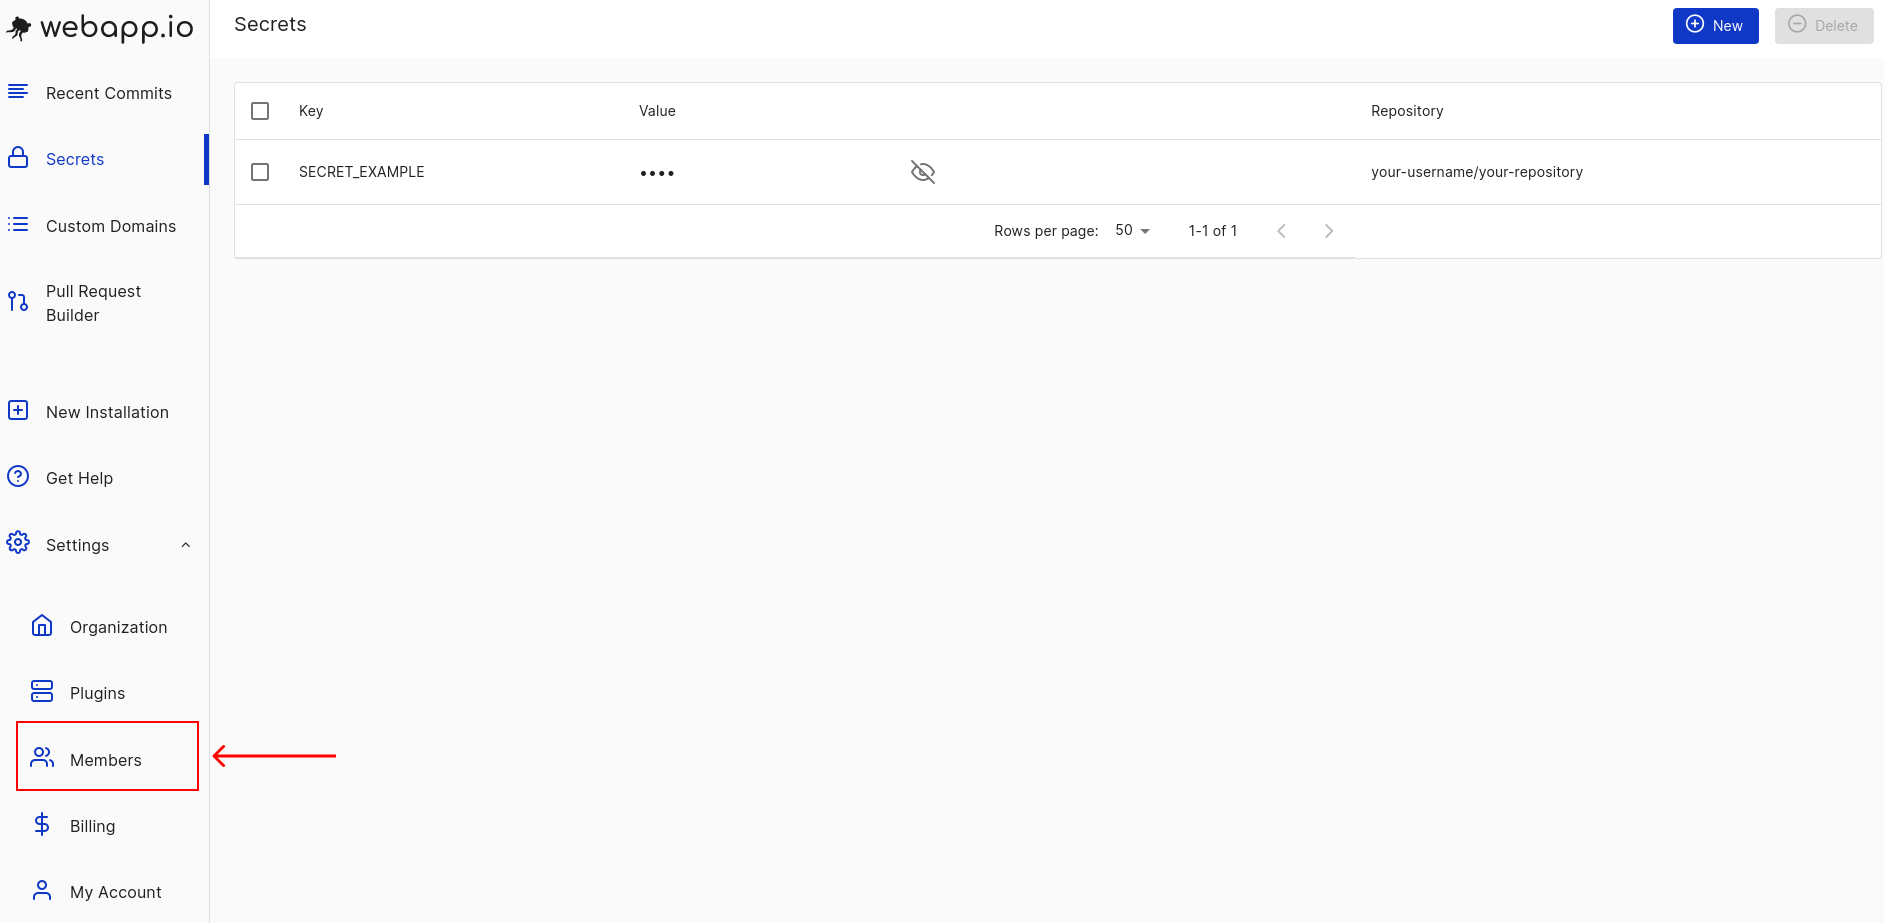 webapp.io
Secrets
New
Delete
Recent Commits
Secrets
Custom Domains
Pull Request
Builder
New Installation
Get Help
Settings
Organization
Plugins
Members
Billing
My Account
Key Value Repository
SECRET_EXAMPLE •••• your-username/your-repository
Rows per page: 50 1-1 of 1